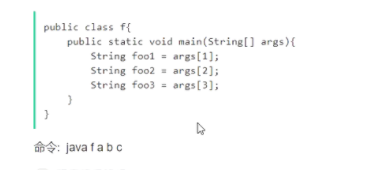 public class f{
public static void main(String[] args){
String foo1 = args[1];
String foo2 = args[2];
String foo3 = args[3];
}
}
命令: java f a b c